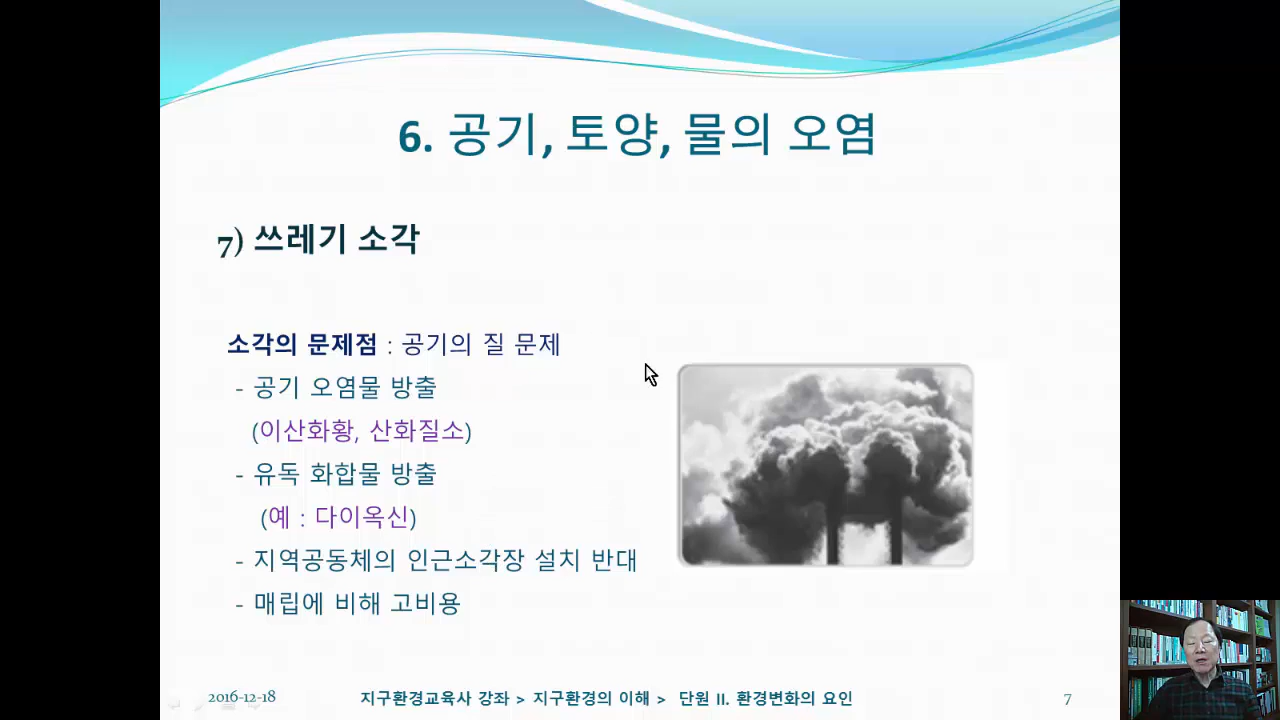 6. 공기, 토양, 물의 오염
7) 쓰레기 소각
소각의 문제점 : 공기의 질 문제
- 공기 오염물 방출
(이산화황, 산화질소)
- 유독 화합물 방출
(예 : 다이옥신)
- 지역공동체의 인근소각장 설치 반대
- 매립에 비해 고비용
2016-12-18
지구환경교육사 강좌 > 지구환경의 이해 > 단원 II. 환경변화의 요인
7